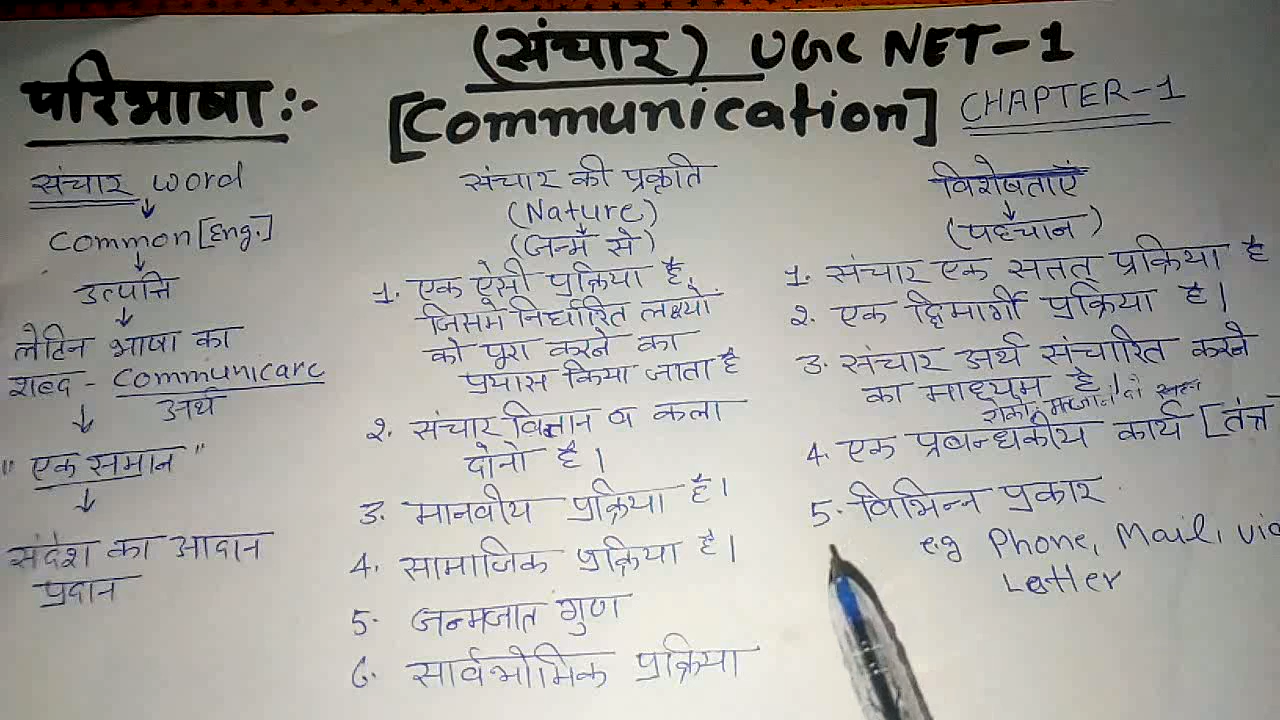 (संचार) UGC NET-1
परिभाषा:-
[Communication] CHAPTER-1
संचार word
Common [Eng.]
उत्पत्ति
लेटिन भाषा का
शब्द - Communicare
अर्थ
"एक समान"
संदेश का आदान
प्रदान
संचार की प्रकृति
(Nature)
(जन्म से)
1. एक ऐसी प्रक्रिया है,
जिसमें निर्धारित लक्ष्यों
को पूरा करने का
प्रयास किया जाता है
2. संचार विज्ञान व कला
दोनो है।
3. मानवीय प्रक्रिया है।
4. सामाजिक प्रक्रिया है।
5. जन्मजात गुण
6. सार्वभोमिक प्रक्रिया
विशेषताएँ
(पहचान)
1. संचार एक सतत् प्रक्रिया है
2. एक द्विमार्गी प्रक्रिया है।
3. संचार अर्थ संचारित करने
का माध्यम है।
4. एक प्रबन्धकीय कार्य [तंत्र
5. विभिन्न प्रकार
e.g Phone, Mail, via
Letter